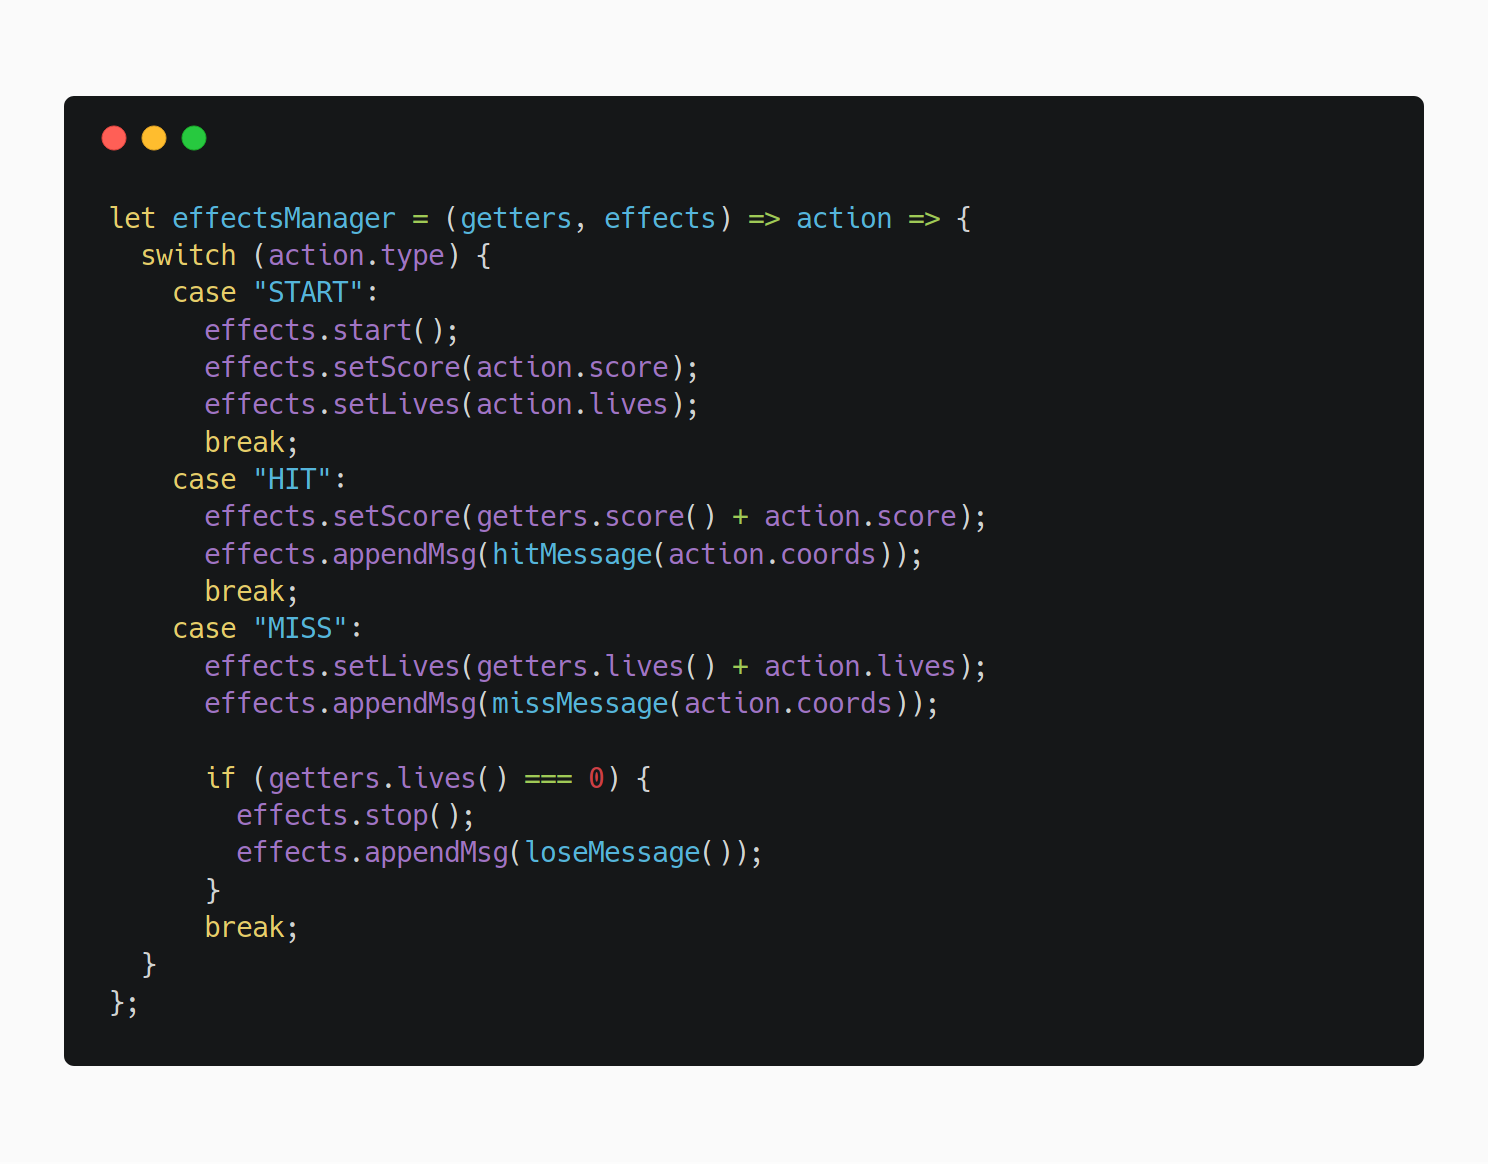 let effectsManager = (getters, effects) => action => {
  switch (action.type) {
    case "START":
      effects.start();
      effects.setScore(action.score);
      effects.setLives(action.lives);
      break;
    case "HIT":
      effects.setScore(getters.score() + action.score);
      effects.appendMsg(hitMessage(action.coords));
      break;
    case "MISS":
      effects.setLives(getters.lives() + action.lives);
      effects.appendMsg(missMessage(action.coords));

      if (getters.lives() === 0) {
        effects.stop();
        effects.appendMsg(loseMessage());
      }
      break;
  }
};